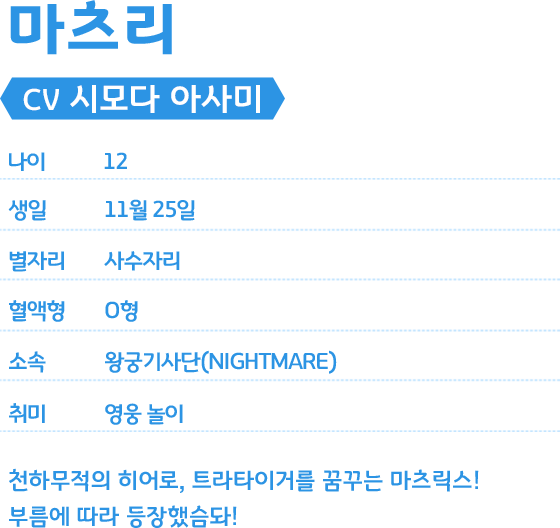 마츠리
CV 시모다 아사미
나이 12
생일 11월 25일
별자리 사수자리
혈액형 O형
소속 왕궁기사단(NIGHTMARE)
취미 영웅 놀이
천하무적의 히어로, 트라타이거를 꿈꾸는 마츠릭스!
부름에 따라 등장했슴돠!